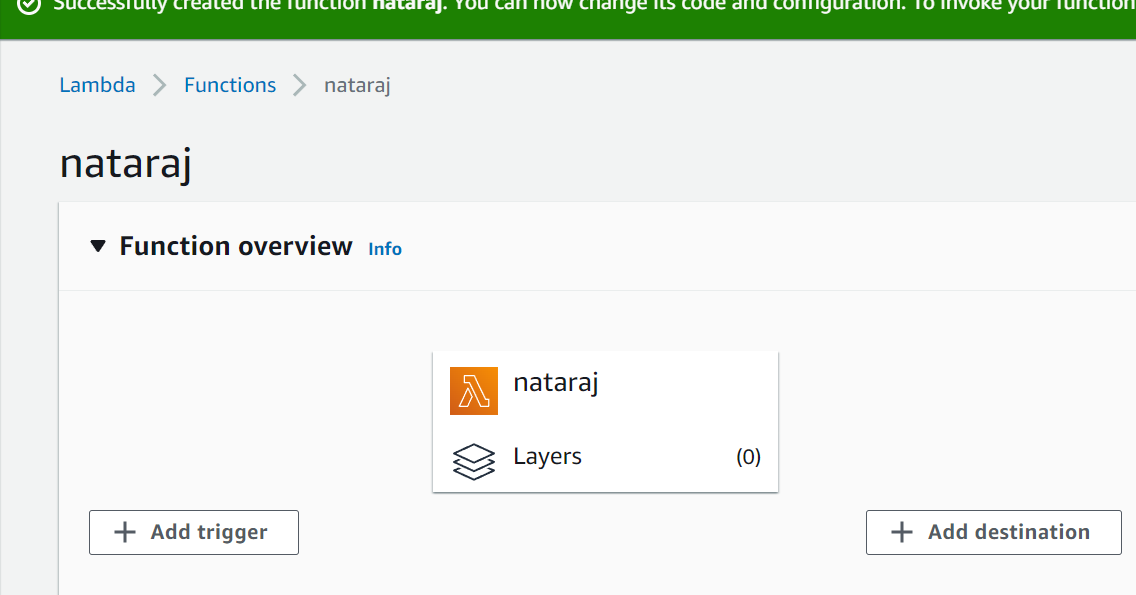 Successfully created the function nataraj. You can now change its code and configuration. To invoke your function
Lambda > Functions > nataraj
nataraj
Function overview Info
nataraj
Layers (0)
+ Add trigger
+ Add destination